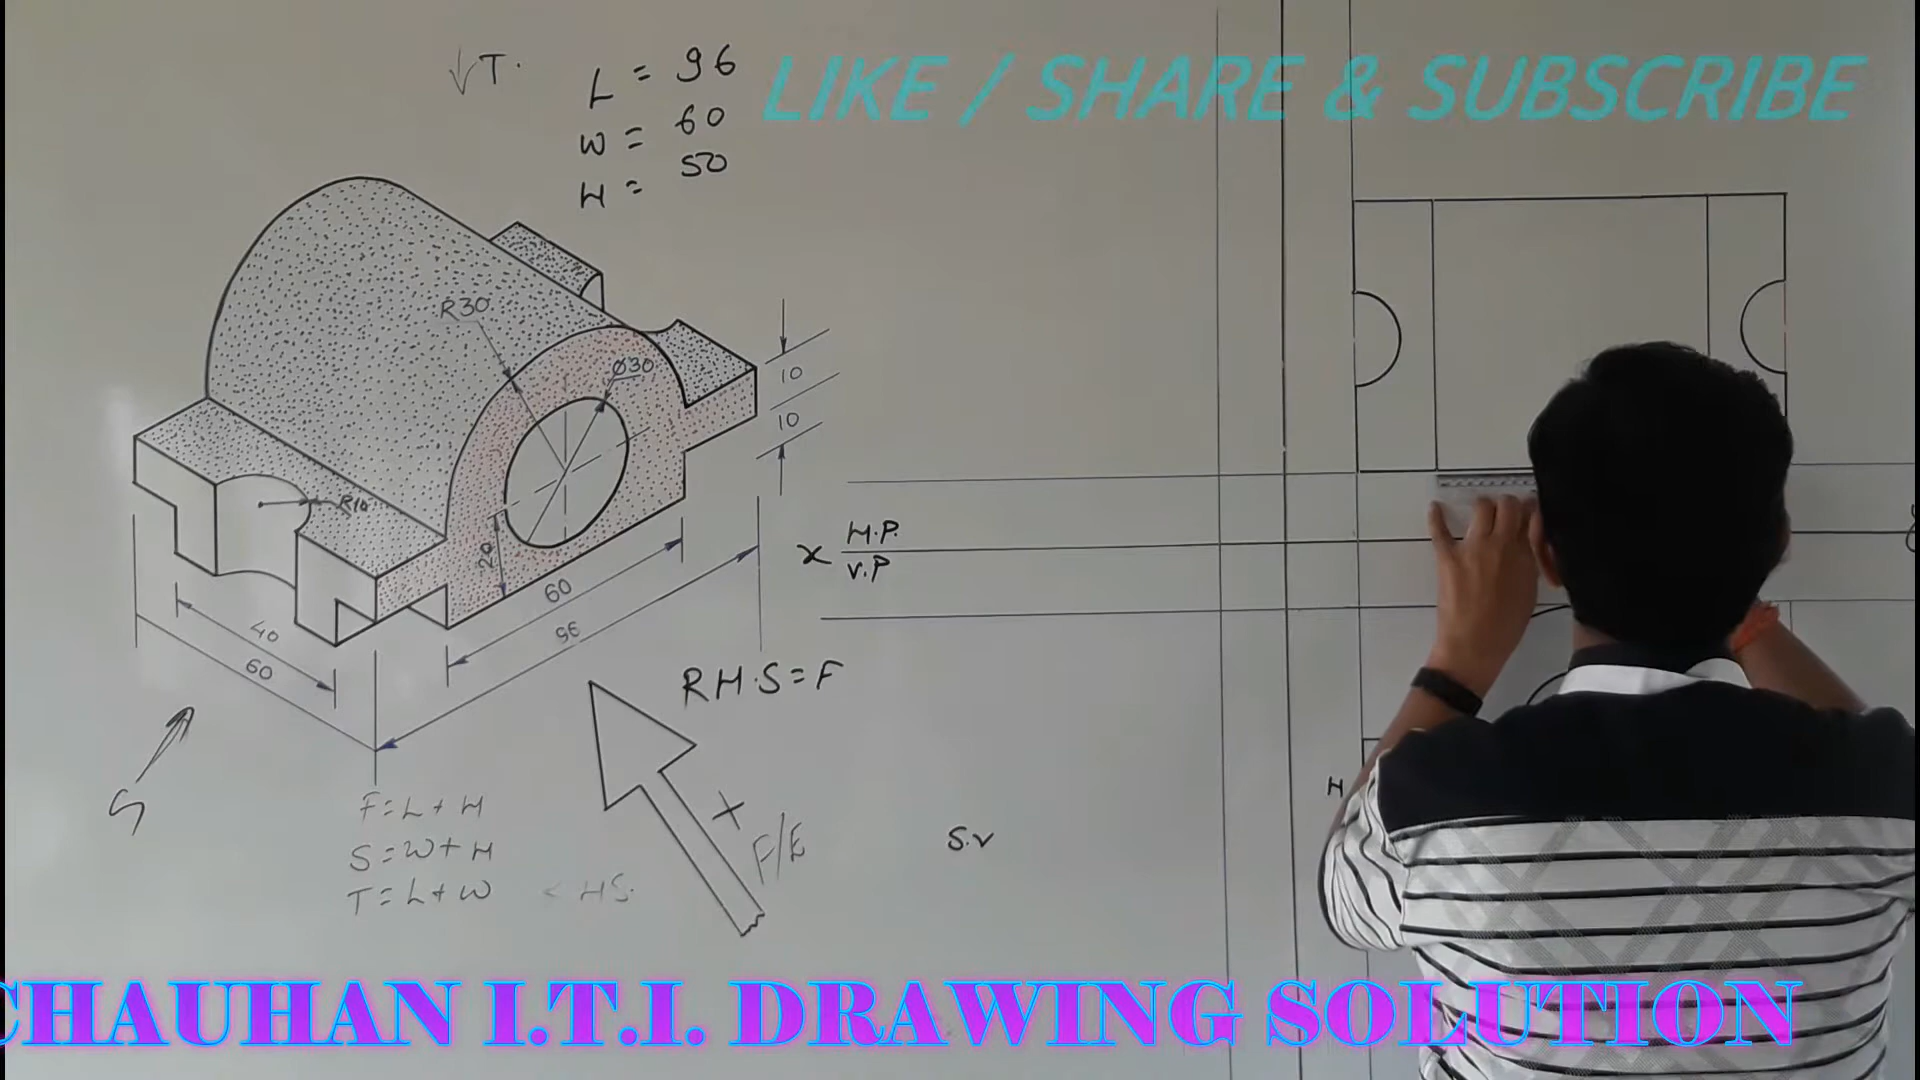 T.
L = 96
W = 60
H = 50
LIKE / SHARE & SUBSCRIBE
R30
Ø30
10
10
R10
20
60
96
40
60
X
H.P.
V.P
RH.S=F
S
F=L+H
S=W+H
T=L+W
< HS.
X
F/E
S.V
H
CHAUHAN I.T.I. DRAWING SOLUTION